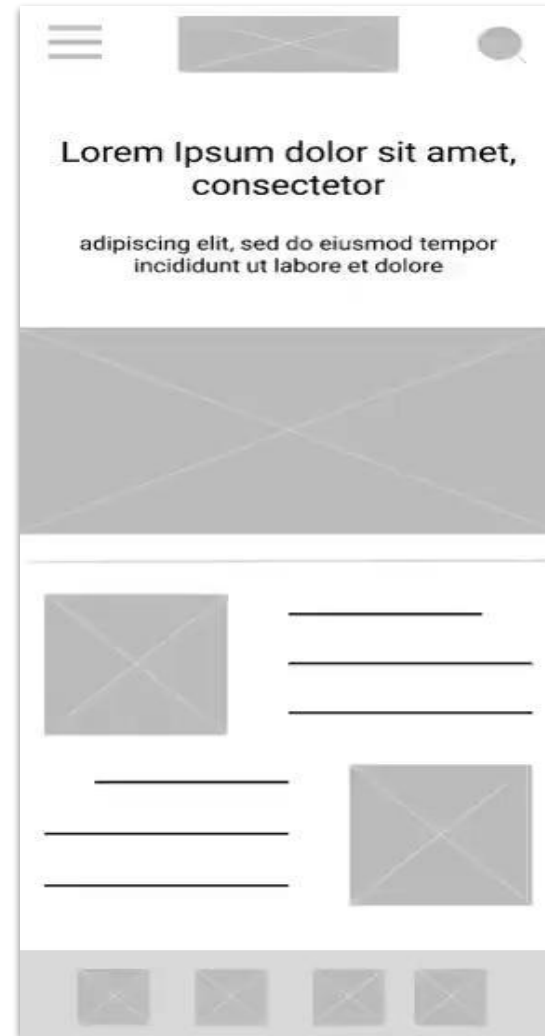 Lorem Ipsum dolor sit amet,
consectetor
adipiscing elit, sed do eiusmod tempor
incididunt ut labore et dolore